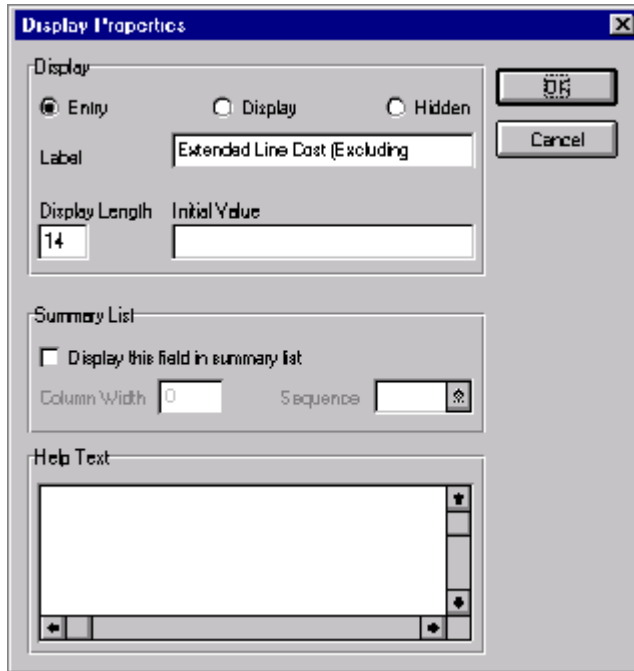 Display Properties
Display
Entry Display Hidden
OK
Cancel
Label Extended Line Cost (Excluding
Display Length Initial Value
14
Summary List
Display this field in summary list
Column Width 0 Sequence
Help Text